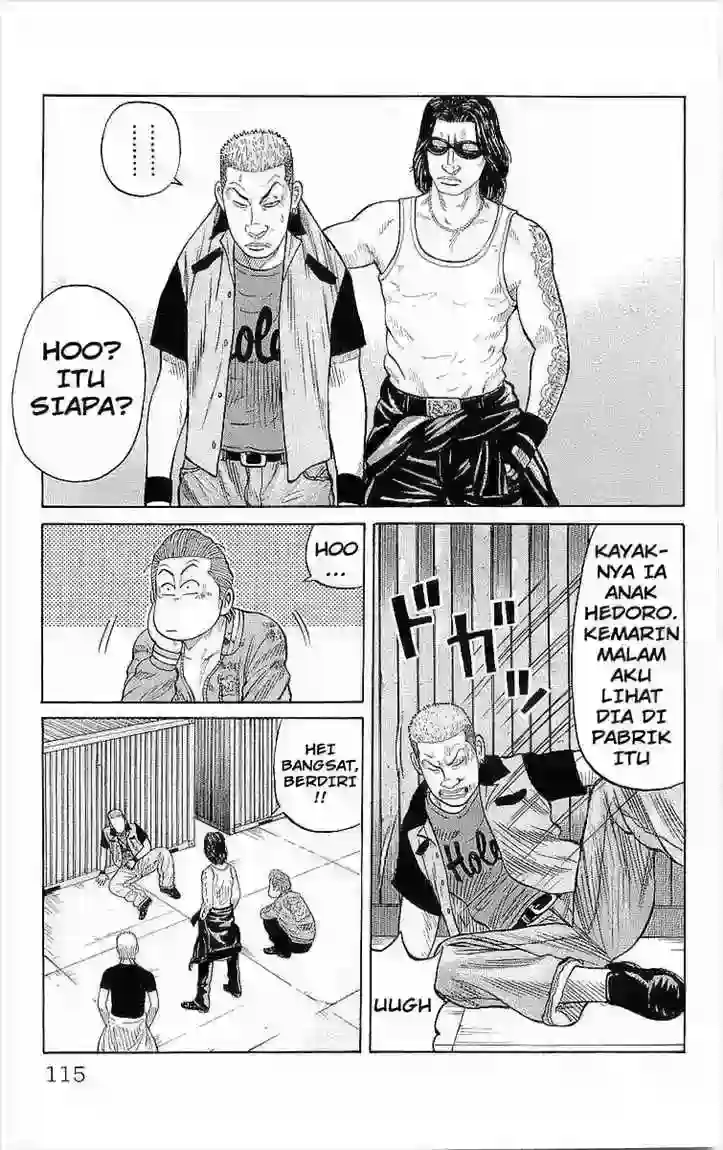 ............
HOO?
ITU
SIAPA?
Hole
KAYAK-
NYA IA
ANAK
HEDORO.
KEMARIN
MALAM
AKU
LIHAT
DIA DI
PABRIK
ITU
ドガッ
Hole
UUGH
HOO
...
HEI
BANGSAT,
BERDIRI
!!
115